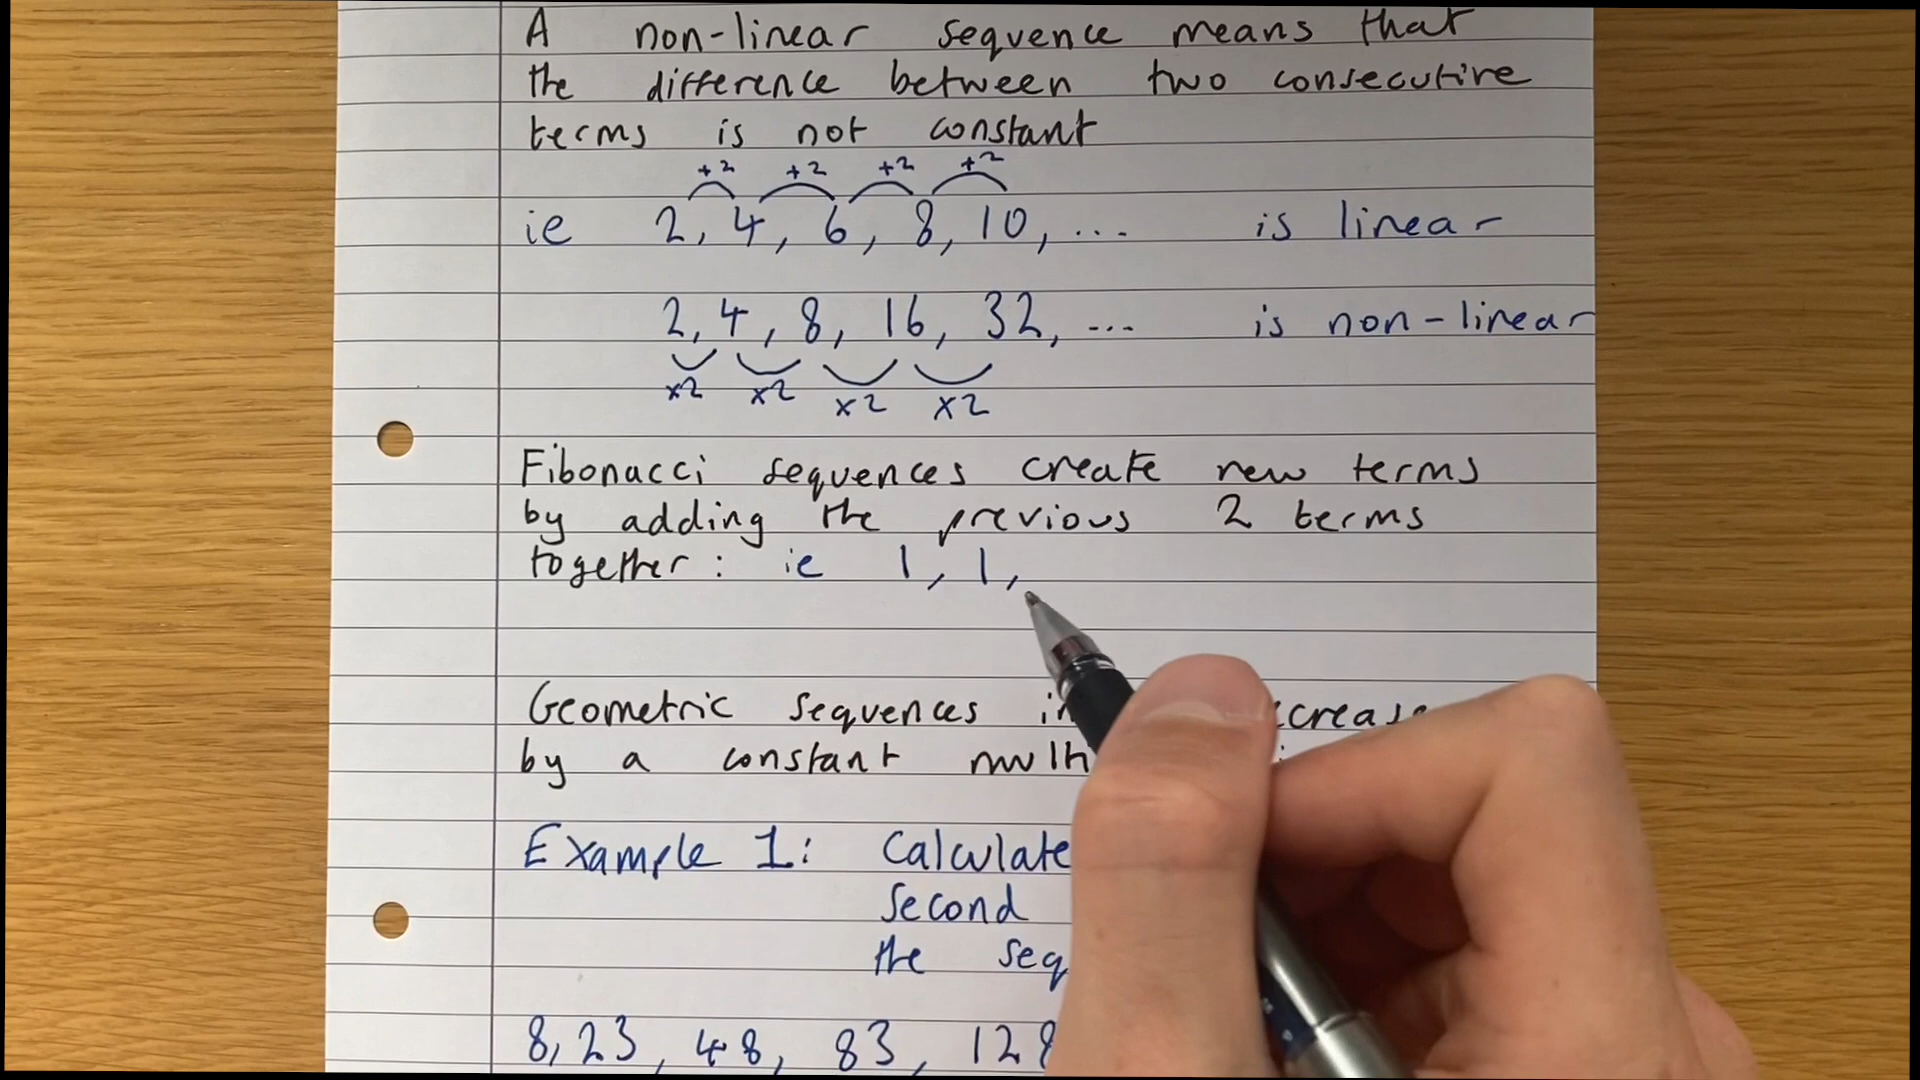 A non-linear sequence means that
the difference between two consecutive
terms is not constant
+2 +2 +2 +2
ie 2, 4, 6, 8, 10, ... is linear
2, 4, 8, 16, 32, ... is non-linear
x2 x2 x2 x2
Fibonacci sequences create new terms
by adding the previous 2 terms
together: ie 1, 1,
Geometric sequences
by a constant
Example 1: Calculate
second
the
8, 23, 48, 83, 128